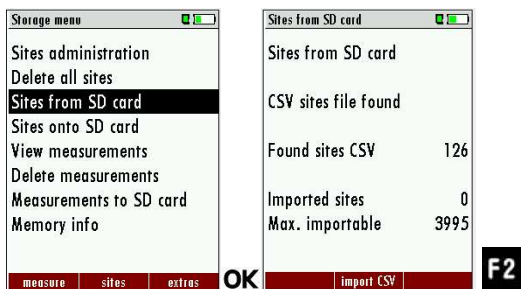 Storage menu
Sites administration
Delete all sites
Sites from SD card
Sites onto SD card
View measurements
Delete measurements
Measurements to SD card
Memory info
measure sites extras
OK
Sites from SD card
Sites from SD card
CSV sites file found
Found sites CSV 126
Imported sites 0
Max. importable 3995
import CSV
F2